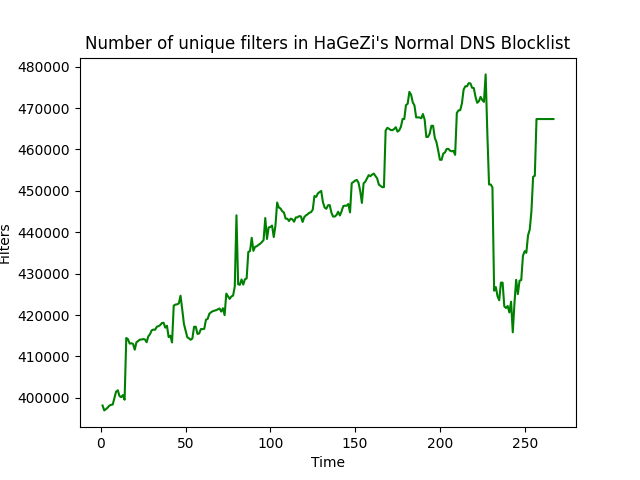 Number of unique filters in HaGeZi's Normal DNS Blocklist
480000
470000
460000
450000
440000
430000
420000
410000
400000
Filters
0 50 100 150 200 250
Time